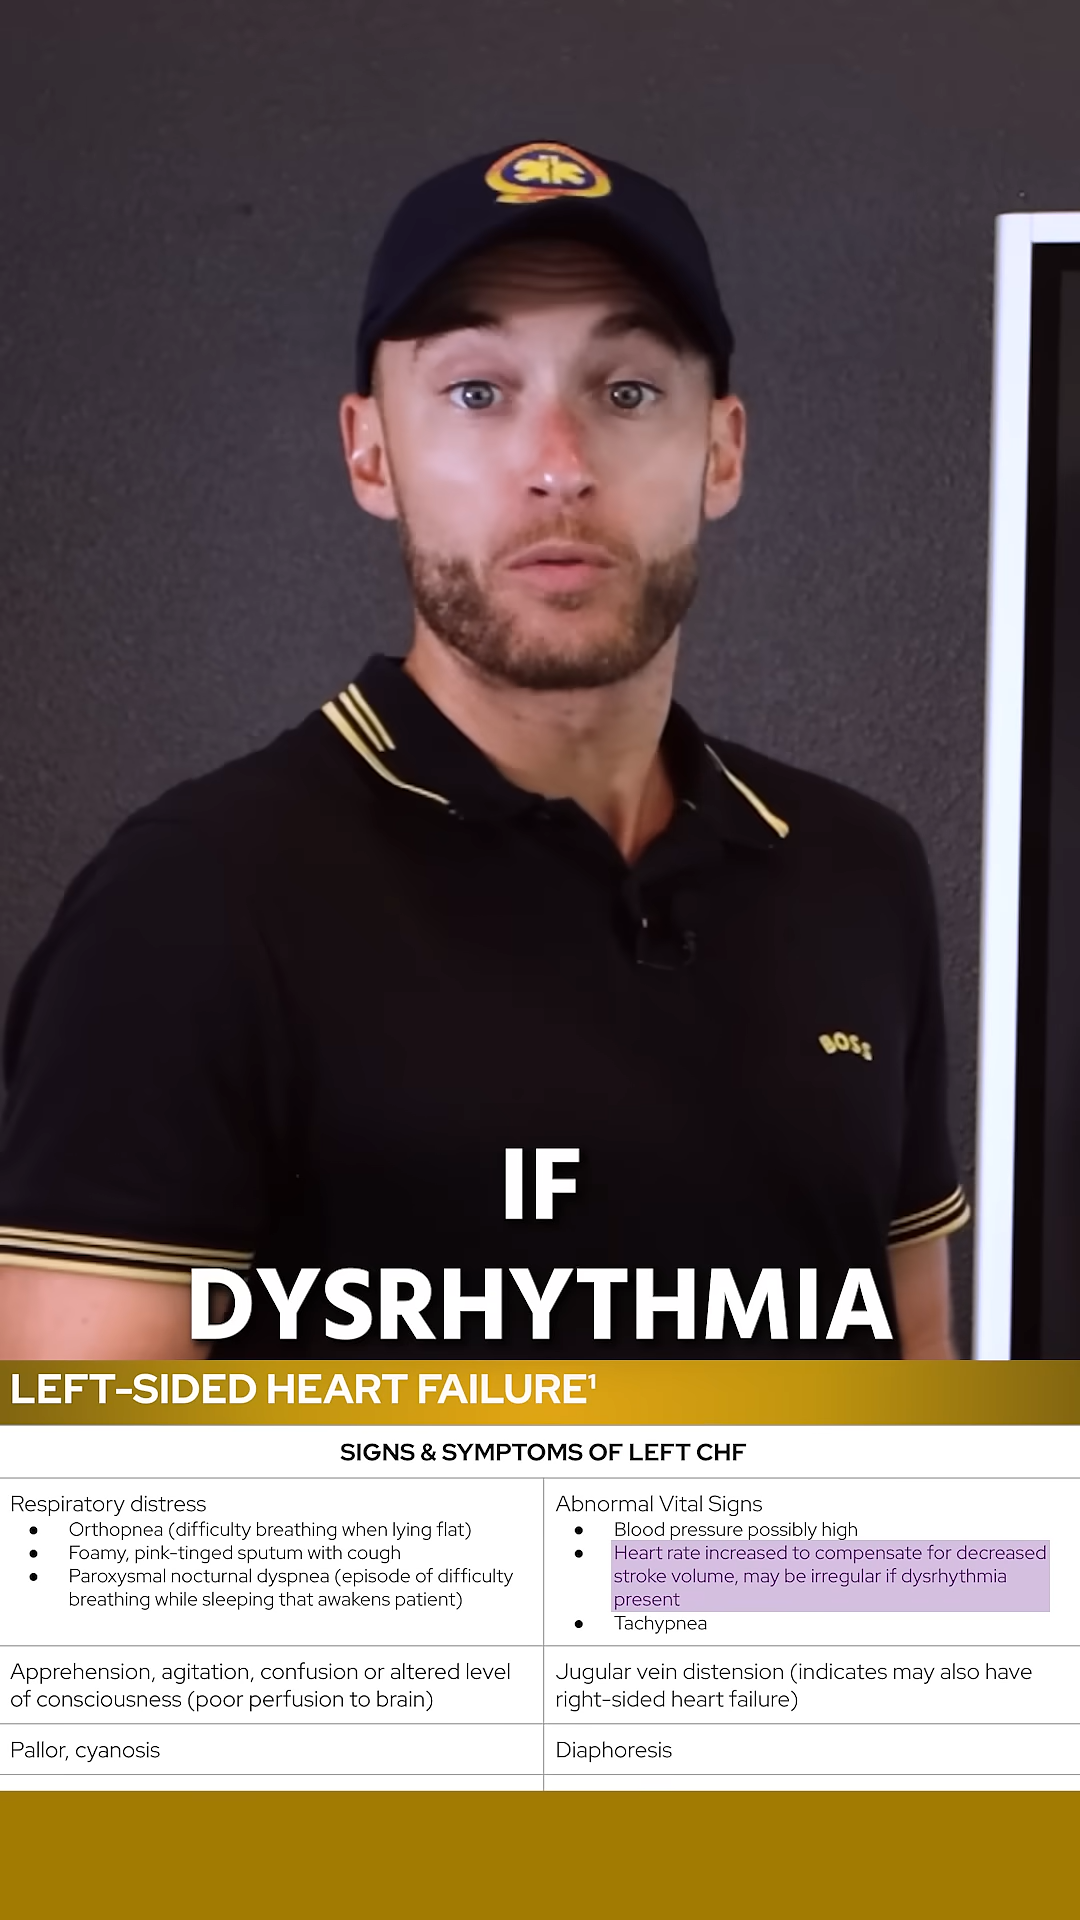 BOSS
IF
DYSRHYTHMIA
LEFT-SIDED HEART FAILURE¹
SIGNS & SYMPTOMS OF LEFT CHF
Respiratory distress
● Orthopnea (difficulty breathing when lying flat)
● Foamy, pink-tinged sputum with cough
● Paroxysmal nocturnal dyspnea (episode of difficulty
breathing while sleeping that awakens patient)
Abnormal Vital Signs
● Blood pressure possibly high
● Heart rate increased to compensate for decreased
stroke volume, may be irregular if dysrhythmia
present
● Tachypnea
Apprehension, agitation, confusion or altered level
of consciousness (poor perfusion to brain)
Jugular vein distension (indicates may also have
right-sided heart failure)
Pallor, cyanosis
Diaphoresis